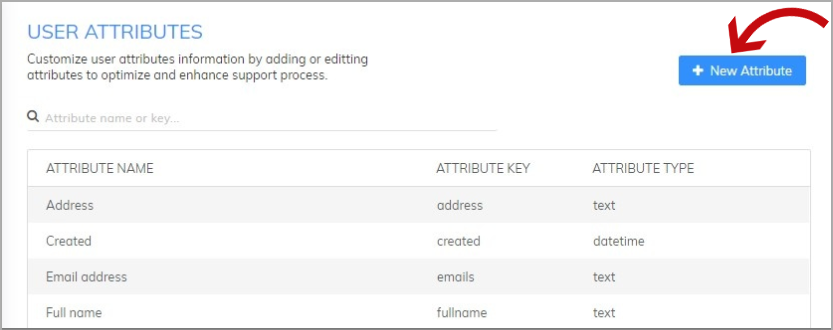 USER ATTRIBUTES
Customize user attributes information by adding or editting
attributes to optimize and enhance support process.
+ New Attribute
Attribute name or key...
ATTRIBUTE NAME ATTRIBUTE KEY ATTRIBUTE TYPE
Address address text
Created created datetime
Email address emails text
Full name fullname text